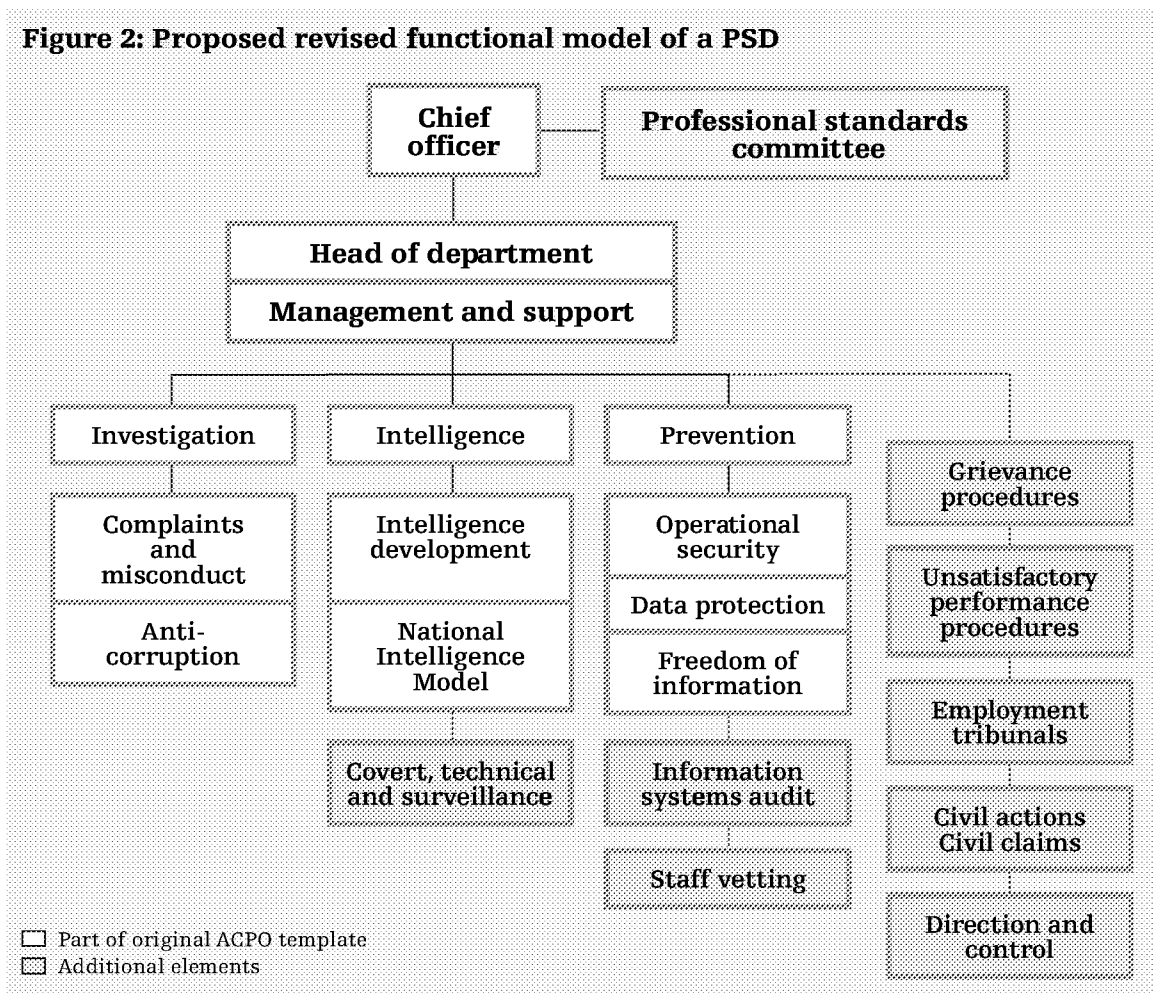 Figure 2: Proposed revised functional model of a PSD
Chief
officer
Professional standards
committee
Head of department
Management and support
Investigation
Complaints
and
misconduct
Anti-
corruption
Intelligence
Intelligence
development
National
Intelligence
Model
Covert, technical
and surveillance
Prevention
Operational
security
Data protection
Freedom of
information
Information
systems audit
Staff vetting
Grievance
procedures
Unsatisfactory
performance
procedures
Employment
tribunals
Civil actions
Civil claims
Direction and
control
Part of original ACPO template
Additional elements